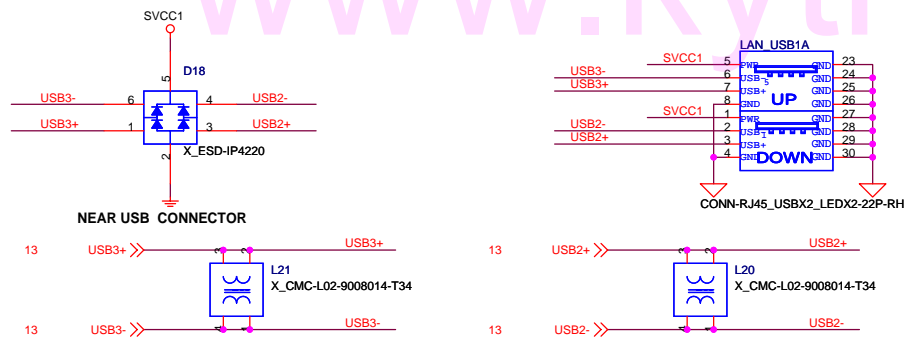 www.kyt
SVCC1
D18
5
USB3- 6 4 USB2-
USB3+ 1 3 USB2+
2
X_ESD-IP4220
NEAR USB CONNECTOR
LAN_USB1A
SVCC1 5 PWR GND 23
USB3- 6 USB- 5 GND 24
USB3+ 7 USB+ GND 25
8 GND UP GND 26
SVCC1 1 PWR GND 27
USB2- 2 USB- 1 GND 28
USB2+ 3 USB+ GND 29
4 GND DOWN GND 30
CONN-RJ45_USBX2_LEDX2-22P-RH
13 USB3+ USB3+
L21
X_CMC-L02-9008014-T34
13 USB3- USB3-
13 USB2+ USB2+
L20
X_CMC-L02-9008014-T34
13 USB2- USB2-